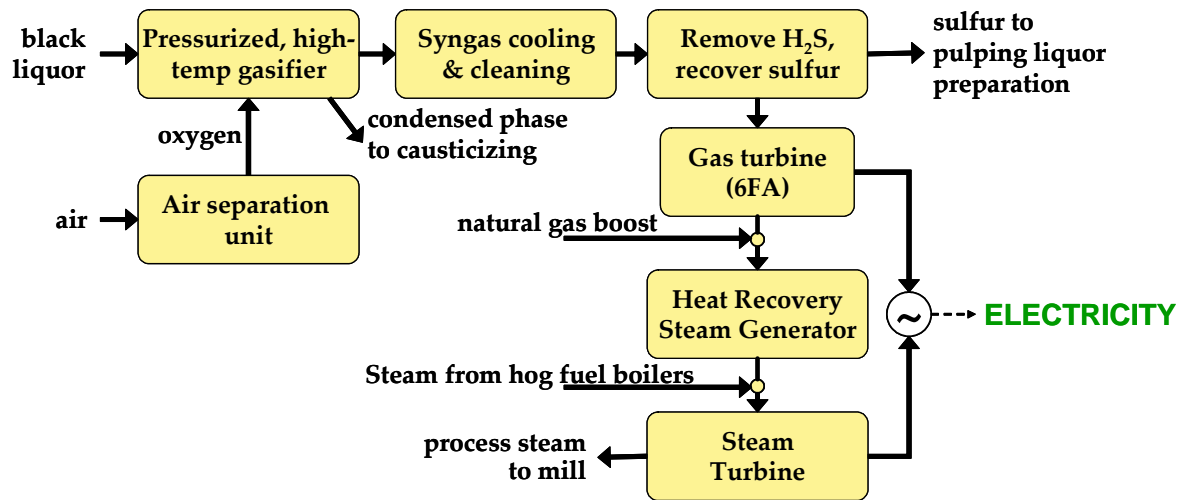 black
liquor
Pressurized, high-
temp gasifier
Syngas cooling
& cleaning
Remove H₂S,
recover sulfur
sulfur to
pulping liquor
preparation
oxygen
condensed phase
to causticizing
air
Air separation
unit
Gas turbine
(6FA)
natural gas boost
Heat Recovery
Steam Generator
~
ELECTRICITY
Steam from hog fuel boilers
process steam
to mill
Steam
Turbine